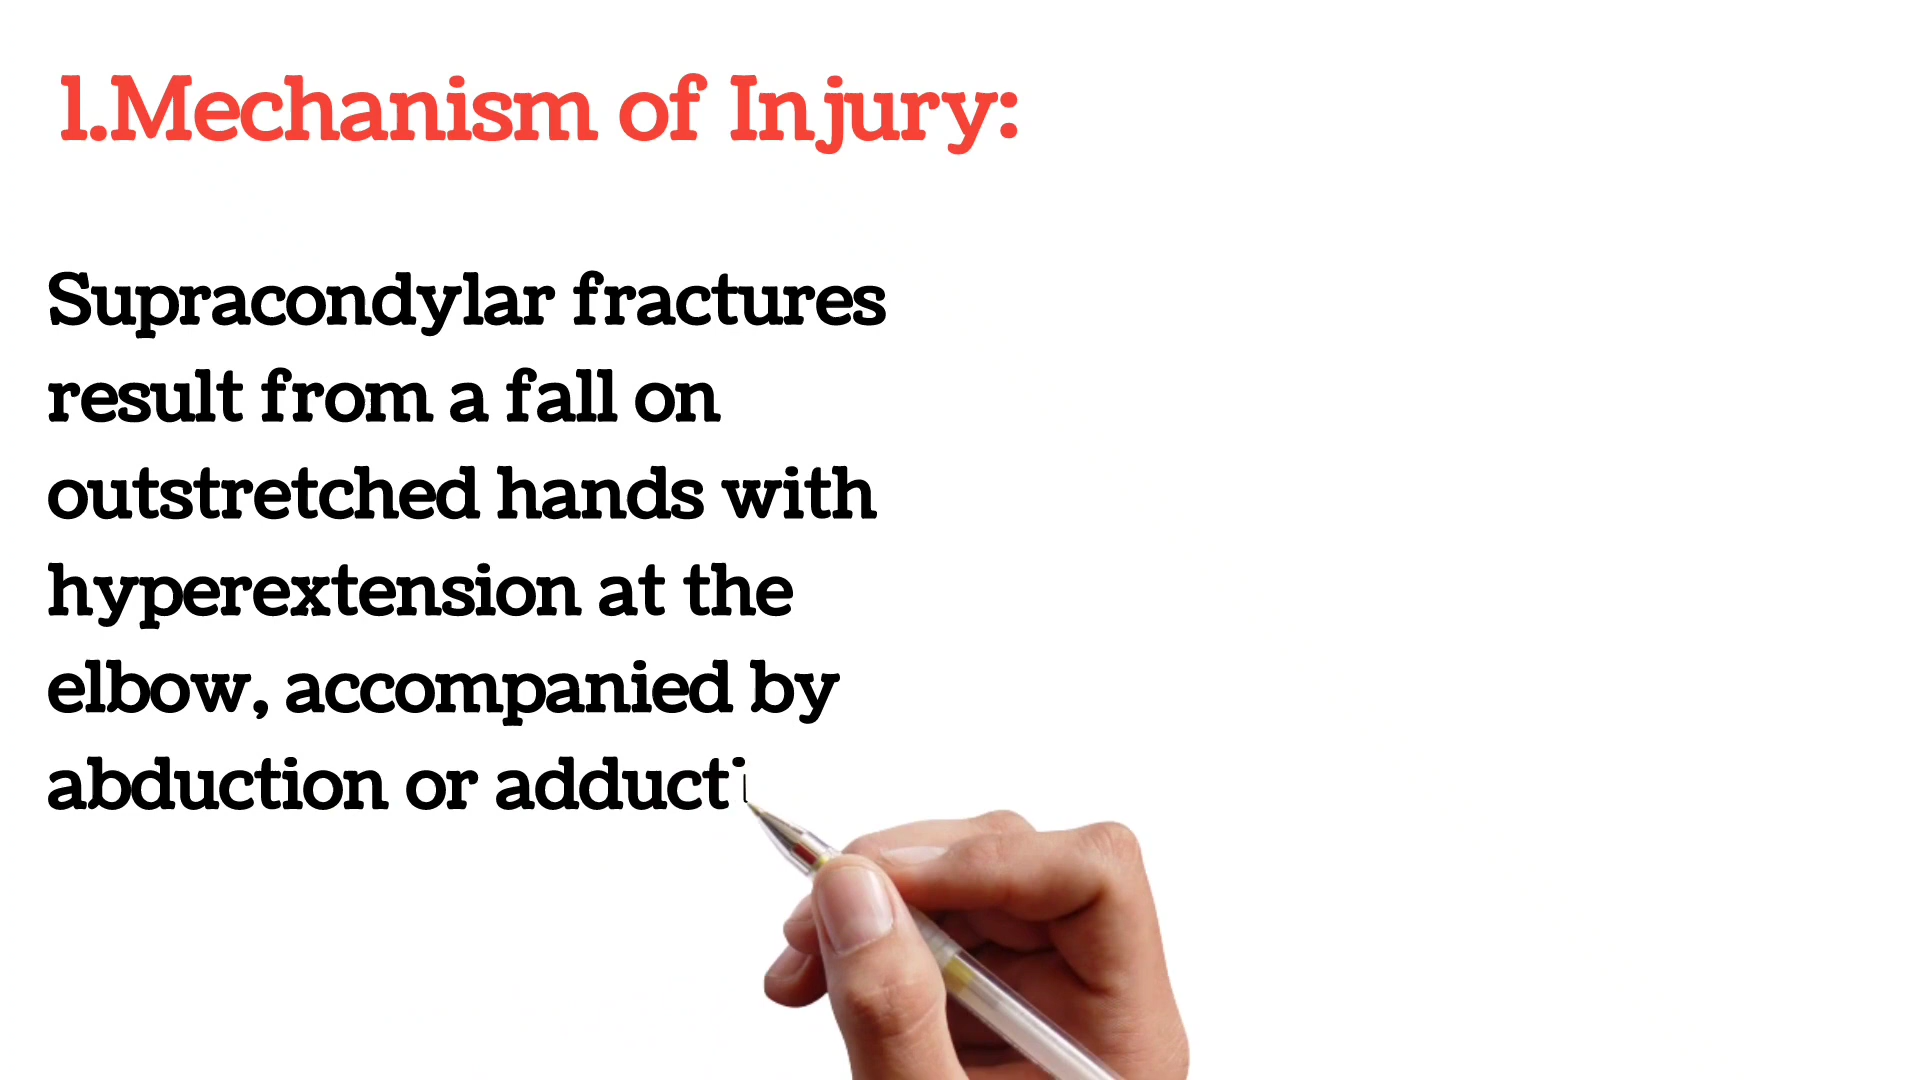 1.Mechanism of Injury:
Supracondylar fractures
result from a fall on
outstretched hands with
hyperextension at the
elbow, accompanied by
abduction or adducti